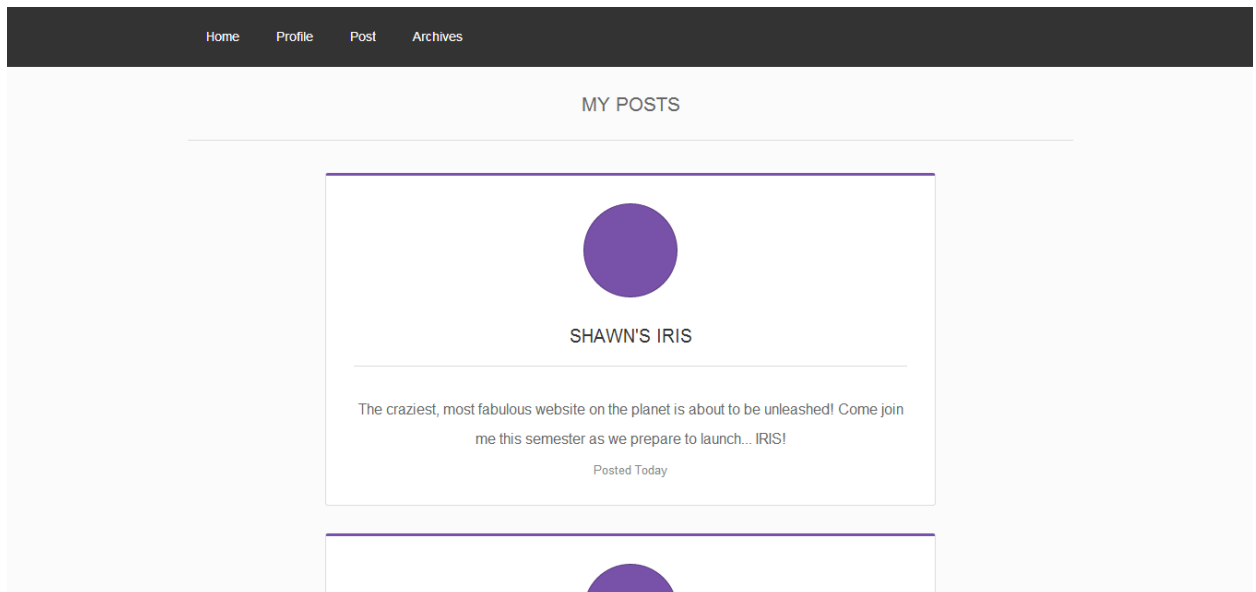 Home Profile Post Archives
MY POSTS
SHAWN'S IRIS
The craziest, most fabulous website on the planet is about to be unleashed! Come join
me this semester as we prepare to launch... IRIS!
Posted Today